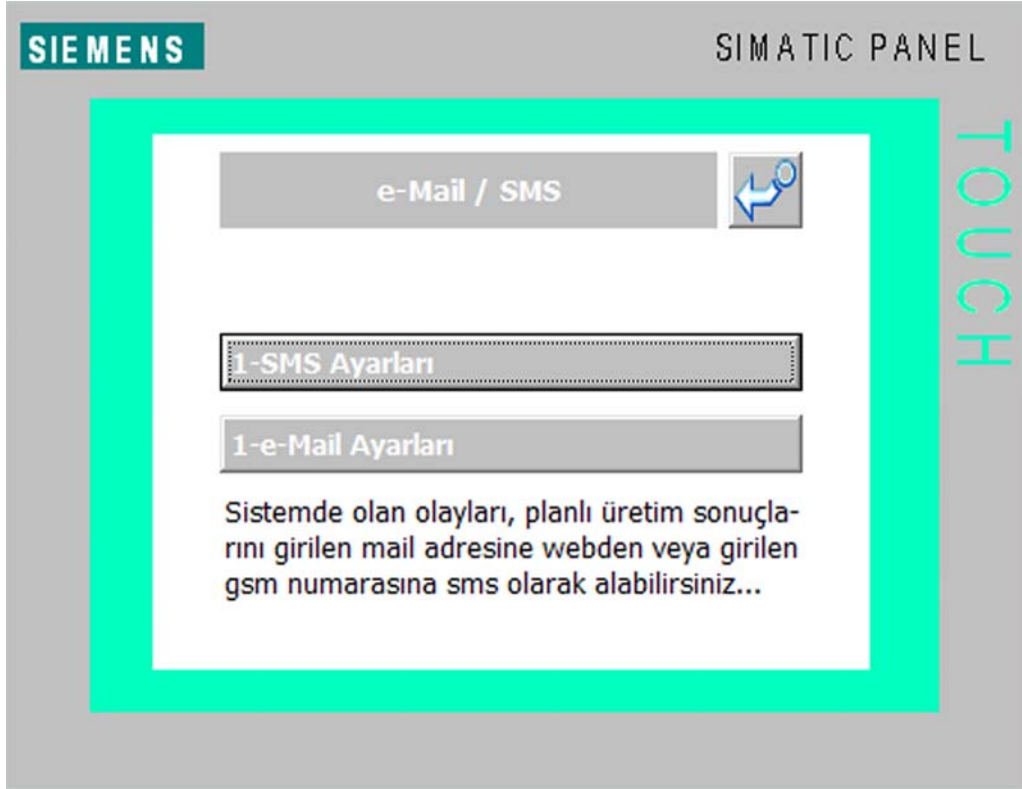 SIEMENS
SIMATIC PANEL
TOUCH
e-Mail / SMS
1-SMS Ayarları
1-e-Mail Ayarları
Sistemde olan olayları, planlı üretim sonuçla-
rını girilen mail adresine webden veya girilen
gsm numarasına sms olarak alabilirsiniz...